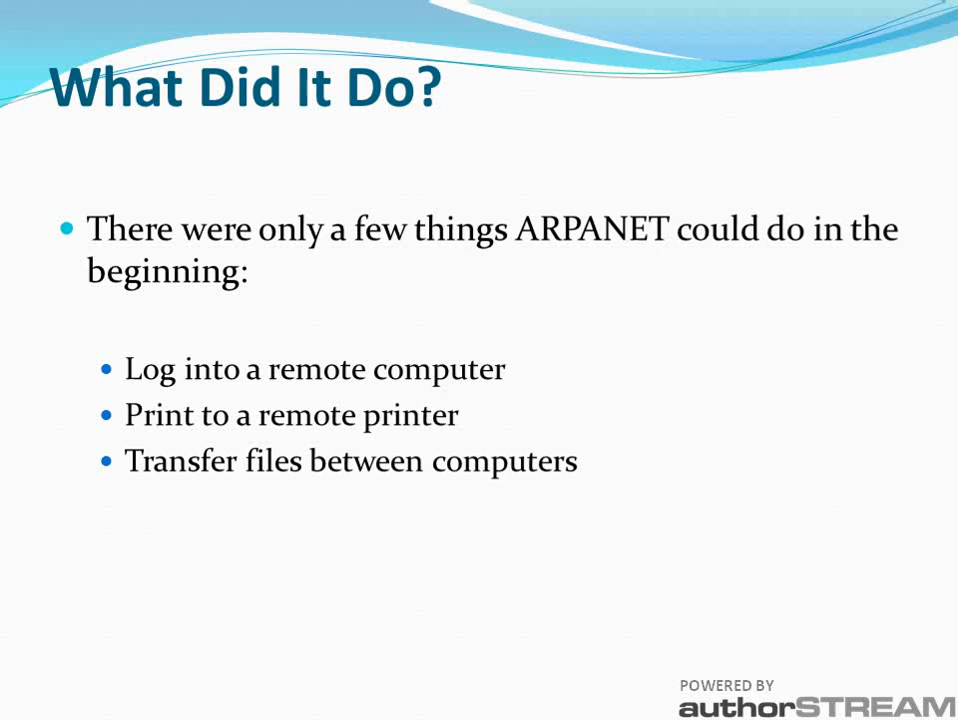 What Did It Do?
There were only a few things ARPANET could do in the
beginning:
Log into a remote computer
Print to a remote printer
Transfer files between computers
POWERED BY
authorSTREAM